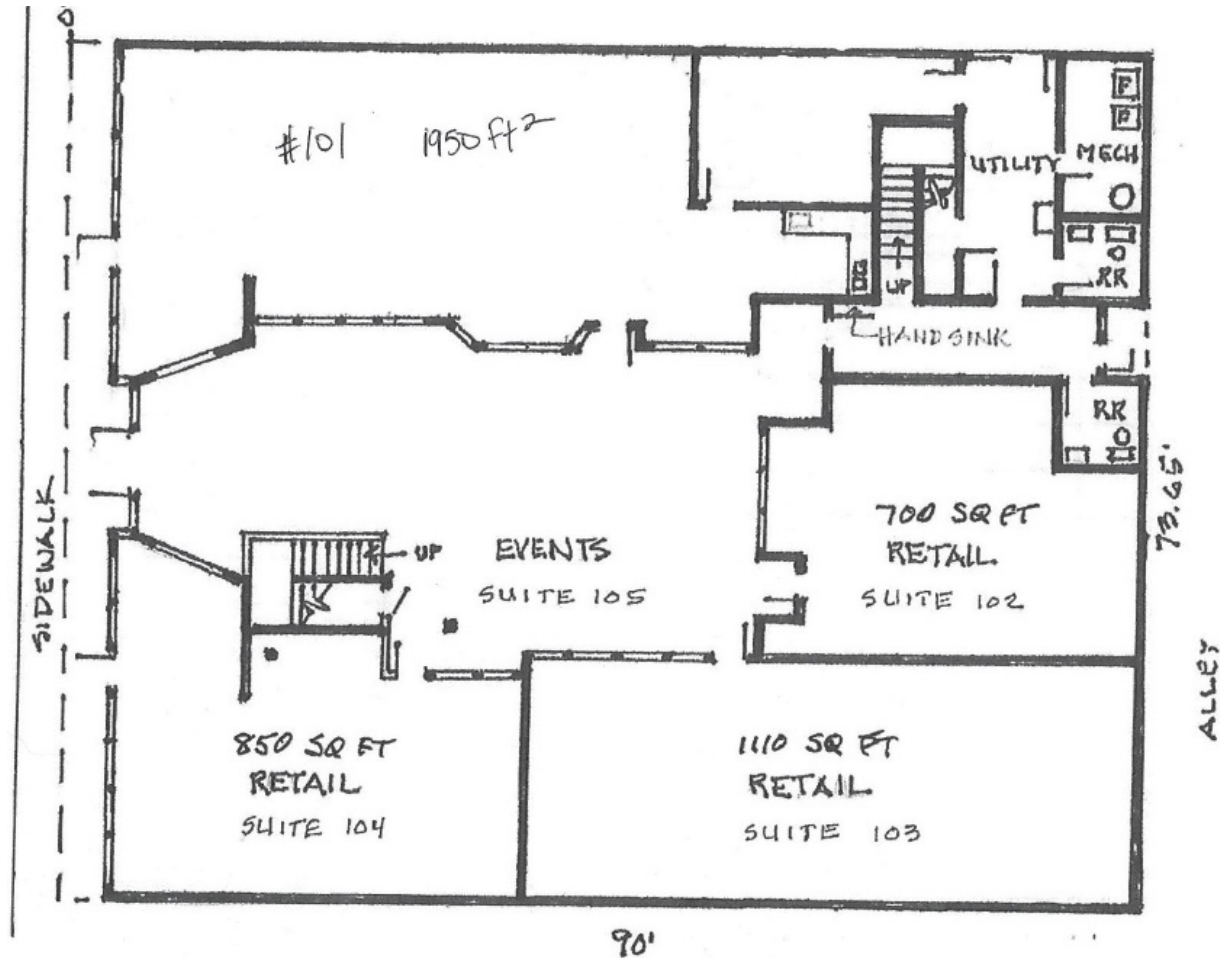 #101 1950 ft²
F
F
UTILITY
MECH
UP
RR
HAND SINK
RR
SIDEWALK
UP
EVENTS
SUITE 105
700 SQ FT
RETAIL
SUITE 102
73.65'
ALLEY
850 SQ FT
RETAIL
SUITE 104
1110 SQ FT
RETAIL
SUITE 103
90'